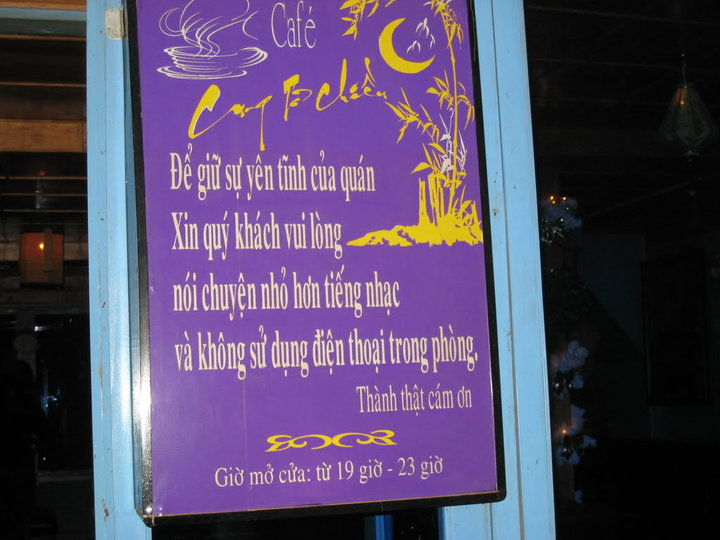 Café
Cung Tơ Chiều
Để giữ sự yên tĩnh của quán
Xin quý khách vui lòng
nói chuyện nhỏ hơn tiếng nhạc
và không sử dụng điện thoại trong phòng.
Thành thật cám ơn
Giờ mở cửa: từ 19 giờ - 23 giờ